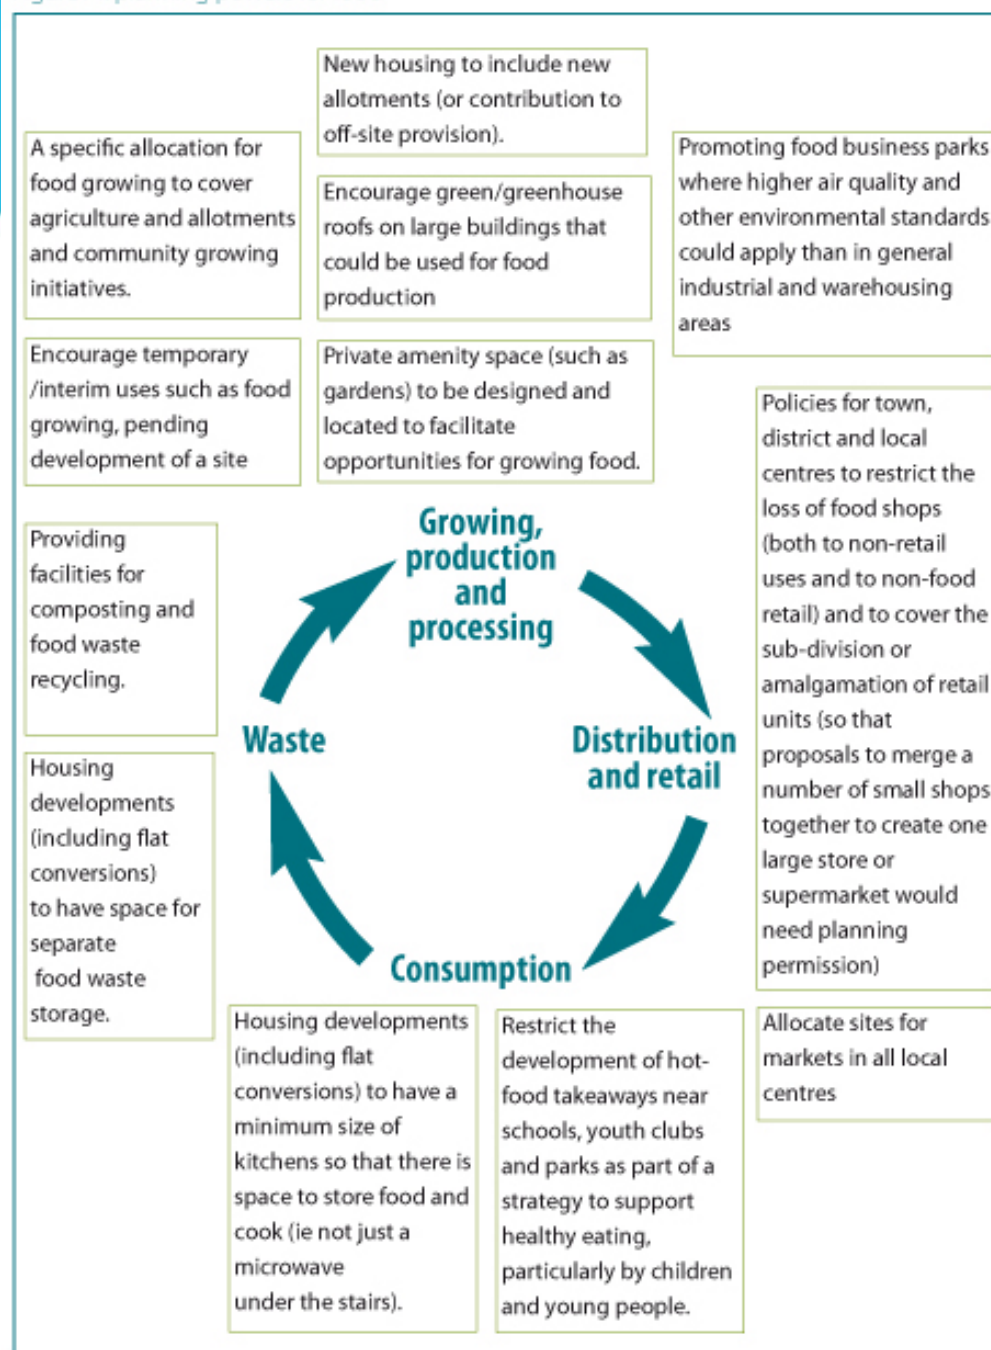 New housing to include new
allotments (or contribution to
off-site provision).
A specific allocation for
food growing to cover
agriculture and allotments
and community growing
initiatives.
Encourage green/greenhouse
roofs on large buildings that
could be used for food
production
Promoting food business parks
where higher air quality and
other environmental standards
could apply than in general
industrial and warehousing
areas
Encourage temporary
/interim uses such as food
growing, pending
development of a site
Private amenity space (such as
gardens) to be designed and
located to facilitate
opportunities for growing food.
Policies for town,
district and local
centres to restrict the
loss of food shops
(both to non-retail
uses and to non-food
retail) and to cover the
sub-division or
amalgamation of retail
units (so that
proposals to merge a
number of small shops
together to create one
large store or
supermarket would
need planning
permission)
Growing,
production
and
processing
Providing
facilities for
composting and
food waste
recycling.
Waste
Distribution
and retail
Housing
developments
(including flat
conversions)
to have space for
separate
food waste
storage.
Consumption
Housing developments
(including flat
conversions) to have a
minimum size of
kitchens so that there is
space to store food and
cook (ie not just a
microwave
under the stairs).
Restrict the
development of hot-
food takeaways near
schools, youth clubs
and parks as part of a
strategy to support
healthy eating,
particularly by children
and young people.
Allocate sites for
markets in all local
centres